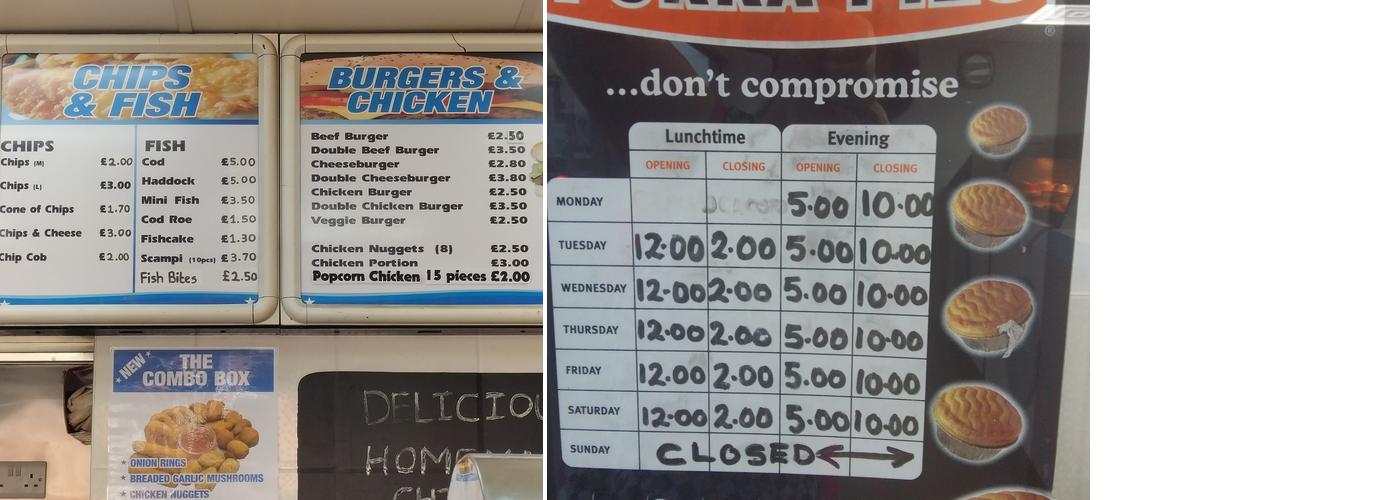 CHIPS
& FISH
CHIPS
Chips (M) £2.00
Chips (L) £3.00
Cone of Chips £1.70
Chips & Cheese £3.00
Chip Cob £2.00
FISH
Cod £5.00
Haddock £5.00
Mini Fish £3.50
Cod Roe £1.50
Fishcake £1.30
Scampi (10pcs) £3.70
Fish Bites £2.50
BURGERS &
CHICKEN
Beef Burger £2.50
Double Beef Burger £3.50
Cheeseburger £2.80
Double Cheeseburger £3.80
Chicken Burger £2.50
Double Chicken Burger £3.50
Veggie Burger £2.50
Chicken Nuggets (8) £2.50
Chicken Portion £3.00
Popcorn Chicken 15 pieces £2.00
NEW
THE
COMBO BOX
ONION RINGS
BREADED GARLIC MUSHROOMS
CHICKEN NUGGETS
...don't compromise
Lunchtime Evening
OPENING CLOSING OPENING CLOSING
MONDAY 5.00 10.00
TUESDAY 12.00 2.00 5.00 10.00
WEDNESDAY 12.00 2.00 5.00 10.00
THURSDAY 12.00 2.00 5.00 10.00
FRIDAY 12.00 2.00 5.00 10.00
SATURDAY 12.00 2.00 5.00 10.00
SUNDAY CLOSED